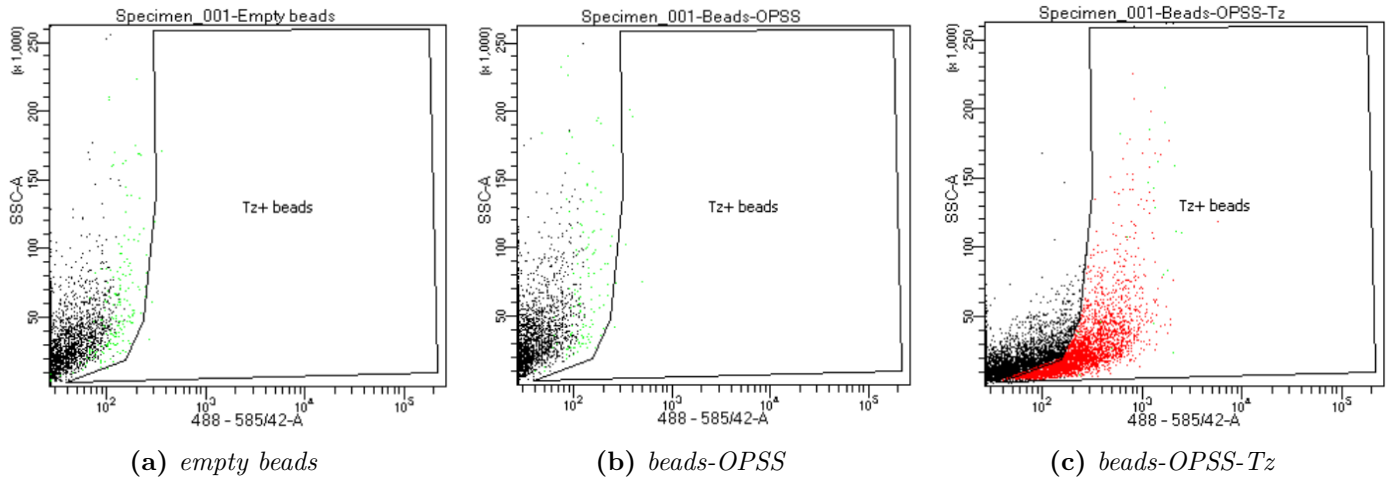 Specimen_001-Empty beads
(x 1,000)
250
200
150
100
50
SSC-A
Tz+ beads
10²
10³
10⁴
10⁵
488 - 585/42-A
(a) empty beads
Specimen_001-Beads-OPSS
(x 1,000)
250
200
150
100
50
SSC-A
Tz+ beads
10²
10³
10⁴
10⁵
488 - 585/42-A
(b) beads-OPSS
Specimen_001-Beads-OPSS-Tz
(x 1,000)
250
200
150
100
50
SSC-A
Tz+ beads
10²
10³
10⁴
10⁵
488 - 585/42-A
(c) beads-OPSS-Tz